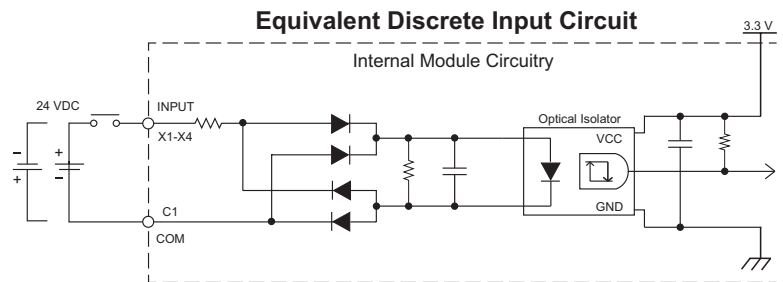 Equivalent Discrete Input Circuit
3.3 V
Internal Module Circuitry
24 VDC
INPUT
X1-X4
Optical Isolator
VCC
GND
C1
COM
–
+
+
–